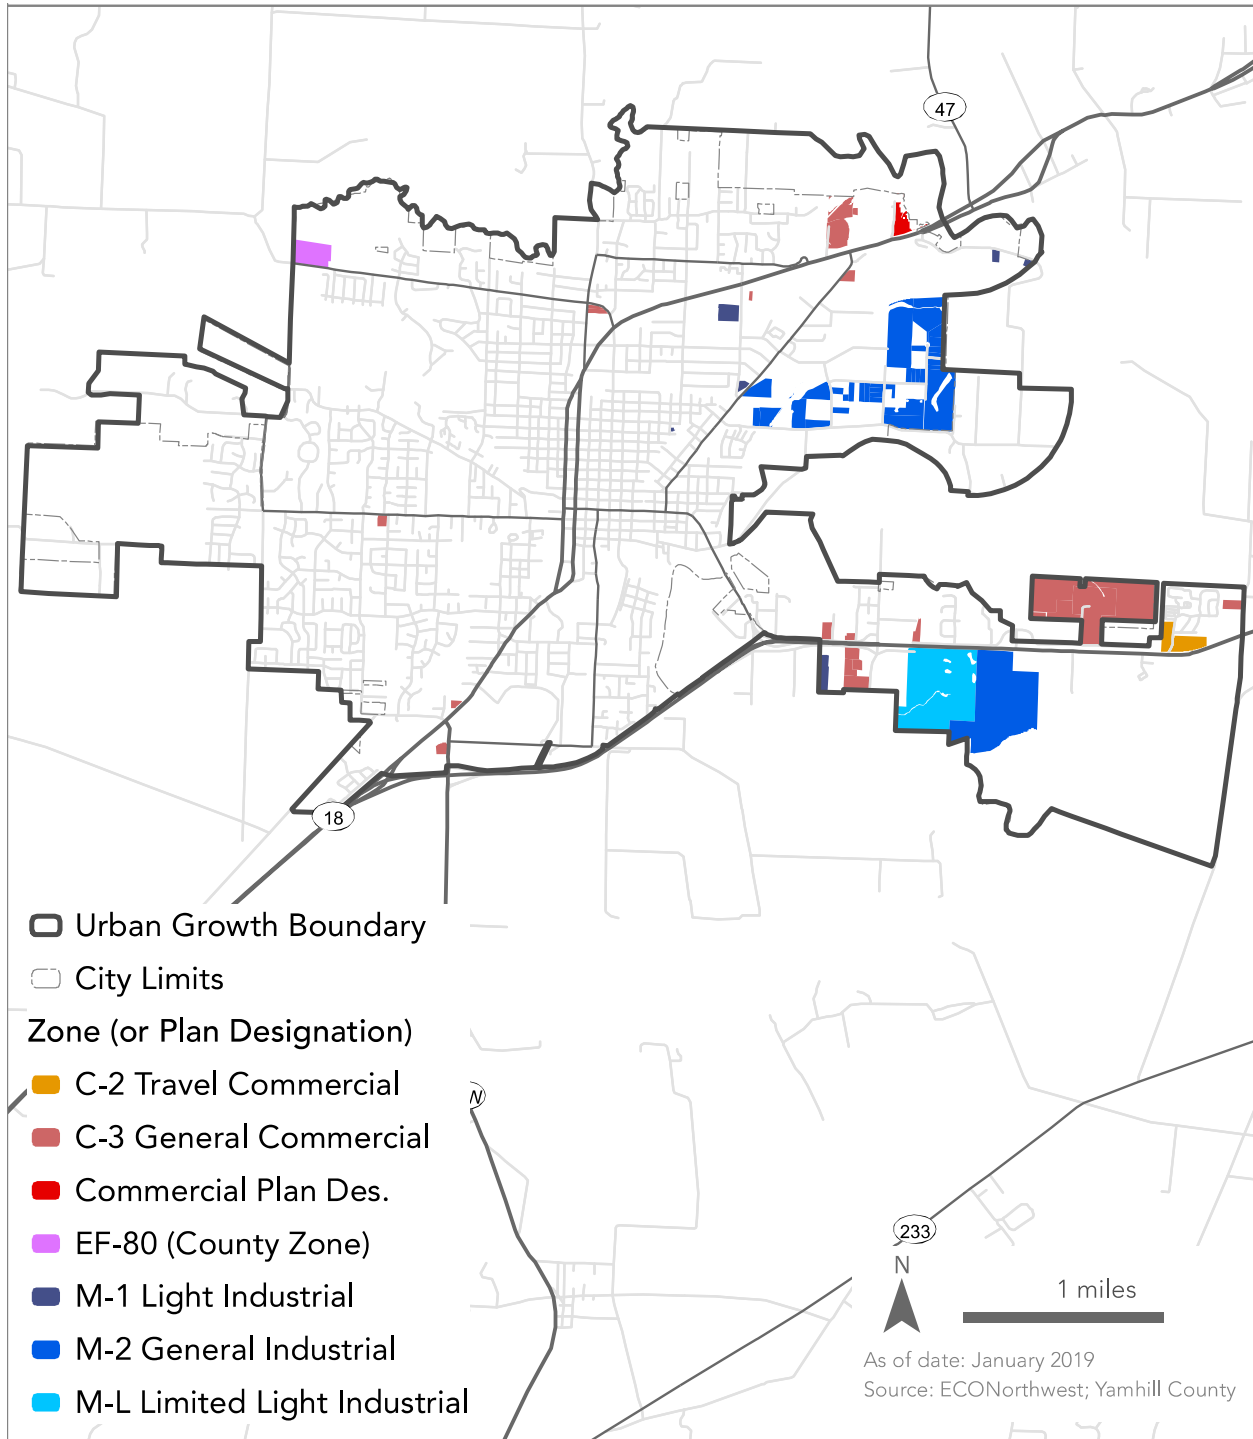 47
18
Urban Growth Boundary
City Limits
Zone (or Plan Designation)
C-2 Travel Commercial
C-3 General Commercial
Commercial Plan Des.
EF-80 (County Zone)
M-1 Light Industrial
M-2 General Industrial
M-L Limited Light Industrial
233
N
1 miles
As of date: January 2019
Source: ECONorthwest; Yamhill County